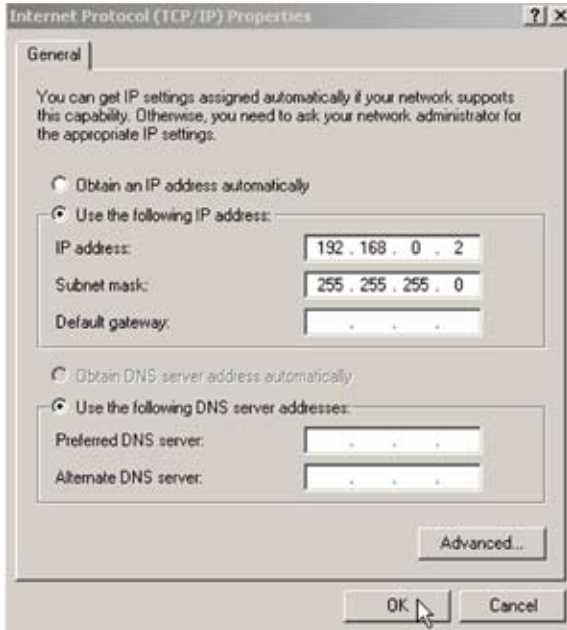 Internet Protocol (TCP/IP) Properties
General
You can get IP settings assigned automatically if your network supports
this capability. Otherwise, you need to ask your network administrator for
the appropriate IP settings.
Obtain an IP address automatically
Use the following IP address:
IP address: 192 . 168 . 0 . 2
Subnet mask: 255 . 255 . 255 . 0
Default gateway: . . .
Obtain DNS server address automatically
Use the following DNS server addresses:
Preferred DNS server: . . .
Alternate DNS server: . . .
Advanced...
OK Cancel